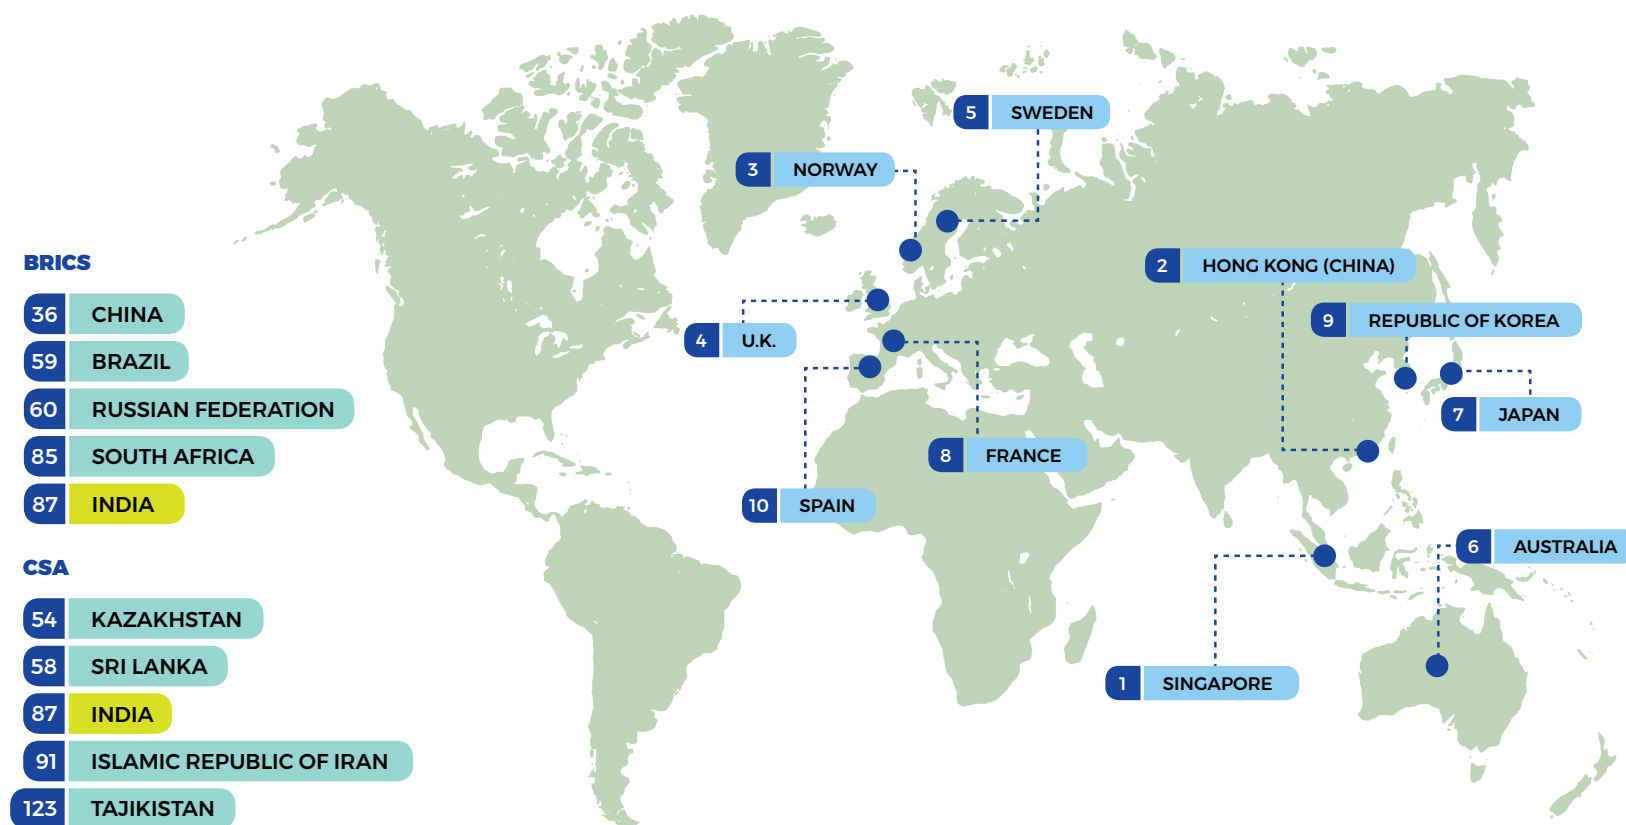 5 SWEDEN
3 NORWAY
2 HONG KONG (CHINA)
9 REPUBLIC OF KOREA
4 U.K.
7 JAPAN
8 FRANCE
10 SPAIN
6 AUSTRALIA
1 SINGAPORE
BRICS
36 CHINA
59 BRAZIL
60 RUSSIAN FEDERATION
85 SOUTH AFRICA
87 INDIA
CSA
54 KAZAKHSTAN
58 SRI LANKA
87 INDIA
91 ISLAMIC REPUBLIC OF IRAN
123 TAJIKISTAN